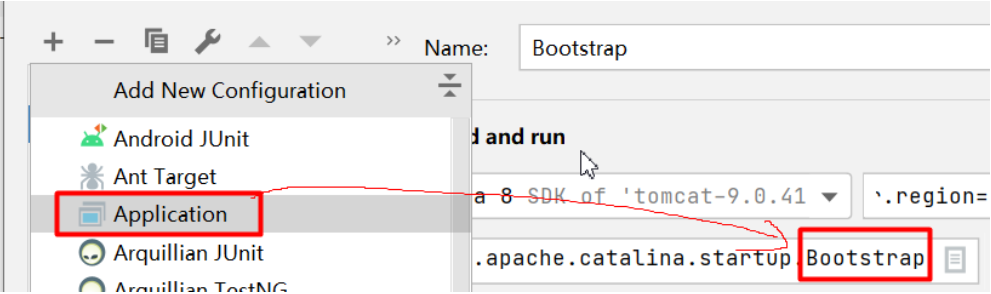 Name: Bootstrap
Add New Configuration
Android JUnit
d and run
Ant Target
a 8 SDK of 'tomcat-9.0.41
.region=
Application
Arquillian JUnit
.apache.catalina.startup.Bootstrap
Arquillian TestNG